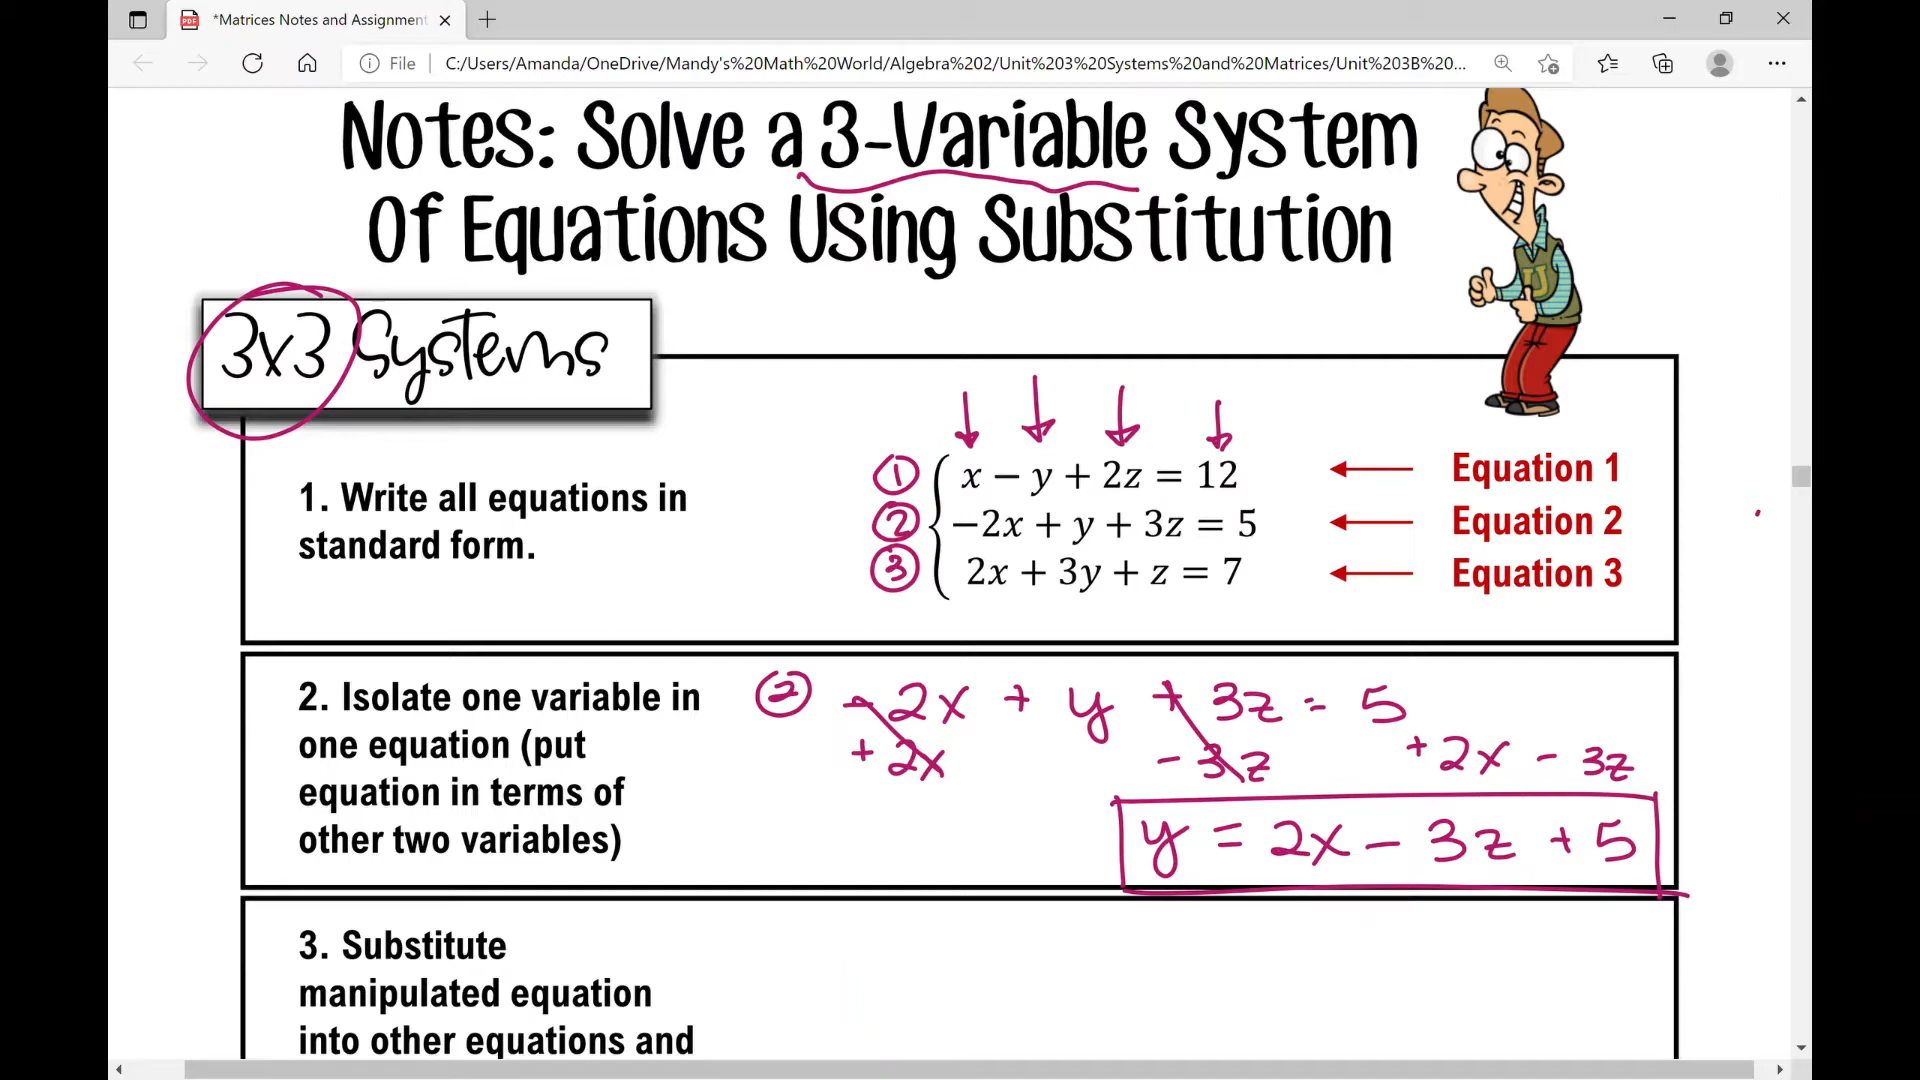 *Matrices Notes and Assignment
File
C:/Users/Amanda/OneDrive/Mandy's%20Math%20World/Algebra%202/Unit%203%20Systems%20and%20Matrices/Unit%203B%20...
Notes: Solve a 3-Variable System
Of Equations Using Substitution
3x3 Systems
1. Write all equations in
standard form.
① x − y + 2z = 12 Equation 1
② −2x + y + 3z = 5 Equation 2
③ 2x + 3y + z = 7 Equation 3
2. Isolate one variable in
one equation (put
equation in terms of
other two variables)
② -2x + y + 3z = 5
+ 2x - 3z + 2x - 3z
y = 2x - 3z + 5
3. Substitute
manipulated equation
into other equations and